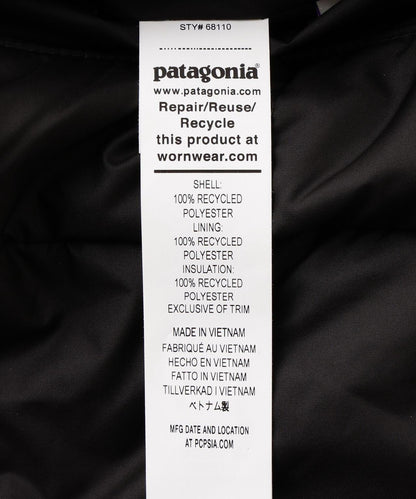 STY# 68110
patagonia®
www.patagonia.com
Repair/Reuse/
Recycle
this product at
wornwear.com
SHELL:
100% RECYCLED
POLYESTER
LINING:
100% RECYCLED
POLYESTER
INSULATION:
100% RECYCLED
POLYESTER
EXCLUSIVE OF TRIM
MADE IN VIETNAM
FABRIQUÉ AU VIETNAM
HECHO EN VIETNAM
FATTO IN VIETNAM
TILLVERKAD I VIETNAM
ベトナム製
MFG DATE AND LOCATION
AT PCPSIA.COM